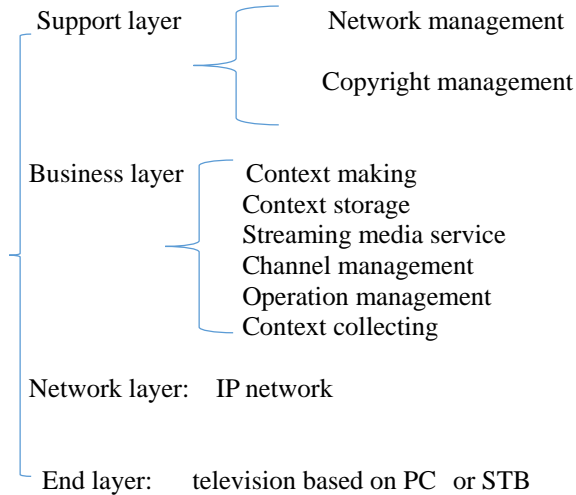 Support layer
Network management
Copyright management
Business layer
Context making
Context storage
Streaming media service
Channel management
Operation management
Context collecting
Network layer: IP network
End layer: television based on PC or STB